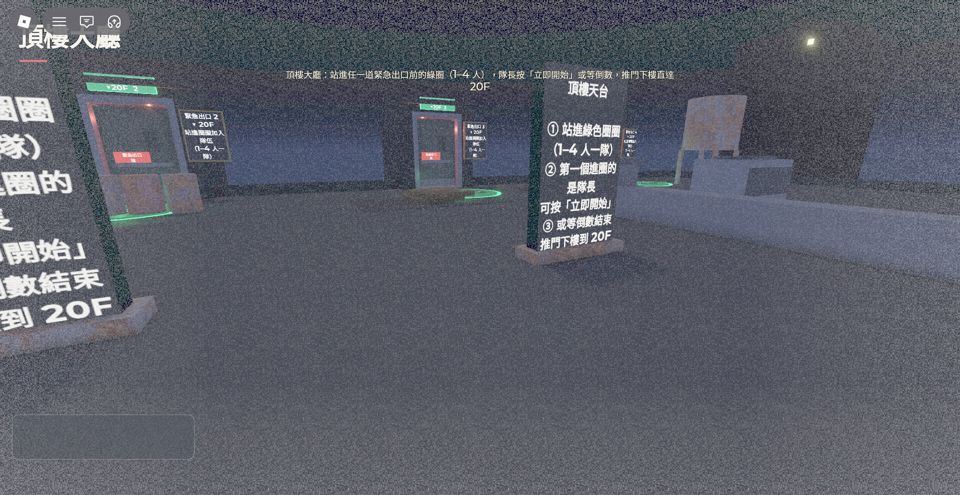 頂樓大廳
頂樓大廳：站進任一道緊急出口前的綠圈（1–4 人），隊長按「立即開始」或等倒數，推門下樓直達
20F
圈圈
隊）
進圈的
長
即開始」
數結束
到 20F
▼20F 2
緊急出口 2
▼ 20F
站進圈圈加入
隊伍
（1–4 人一
隊）
頂樓天台
① 站進綠色圈圈
（1–4 人一隊）
② 第一個進圈的
是隊長
可按「立即開始」
③ 或等倒數結束
推門下樓到 20F